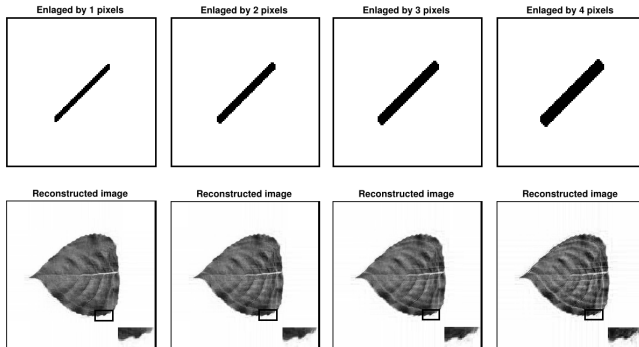 Enlaged by 1 pixels
Enlaged by 2 pixels
Enlaged by 3 pixels
Enlaged by 4 pixels
Reconstructed image
Reconstructed image
Reconstructed image
Reconstructed image